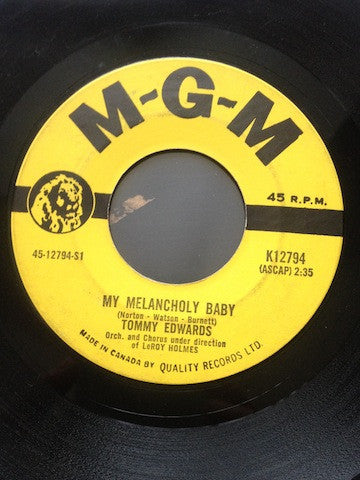 M-G-M
45 R.P.M.
45-12794-S1
K12794
(ASCAP) 2:35
MY MELANCHOLY BABY
(Norton - Watson - Burnett)
TOMMY EDWARDS
Orch. and Chorus under direction
of LeROY HOLMES
MADE IN CANADA BY QUALITY RECORDS LTD.